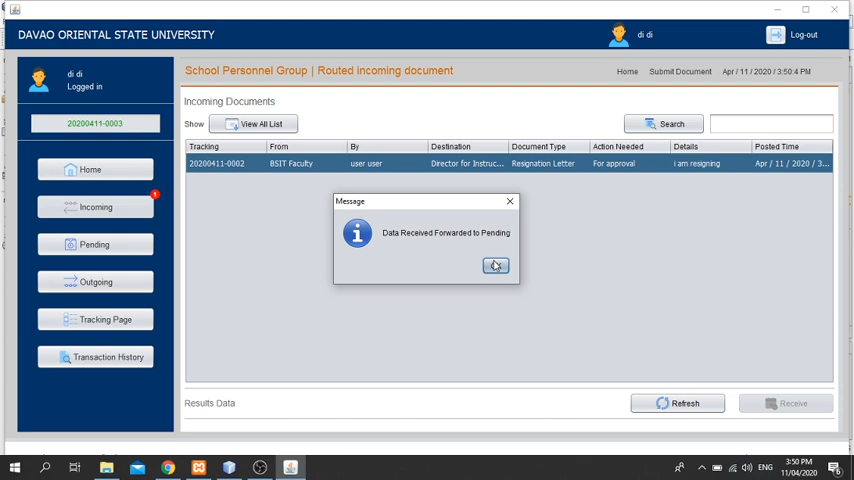 DAVAO ORIENTAL STATE UNIVERSITY
di di
Log-out
di di
Logged in
20200411-0003
Home
1
Incoming
Pending
Outgoing
Tracking Page
Transaction History
School Personnel Group | Routed incoming document
Home Submit Document Apr / 11 / 2020 / 3:50:4 PM
Incoming Documents
Show View All List Search
Tracking From By Destination Document Type Action Needed Details Posted Time
20200411-0002 BSIT Faculty user user Director for Instruc... Resignation Letter For approval i am resigning Apr / 11 / 2020 / 3...
Message
Data Received Forwarded to Pending
Results Data Refresh Receive
ENG
3:50 PM
11/04/2020
6